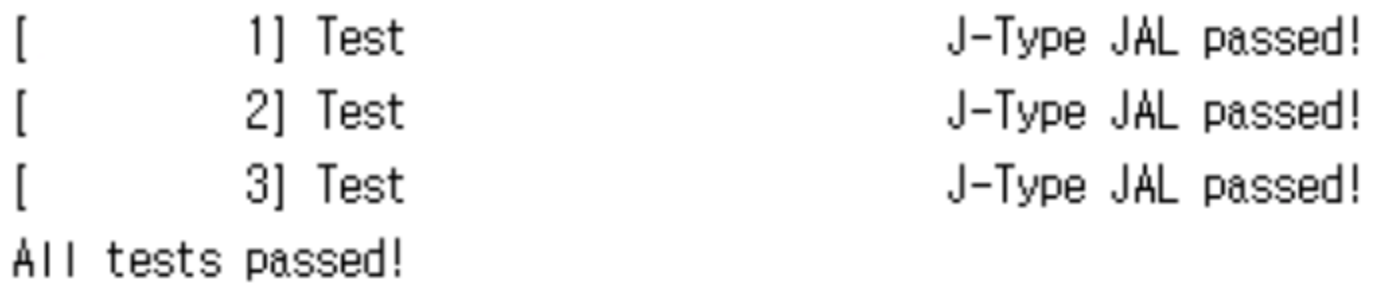 [         1] Test                      J-Type JAL passed!
[         2] Test                      J-Type JAL passed!
[         3] Test                      J-Type JAL passed!
All tests passed!